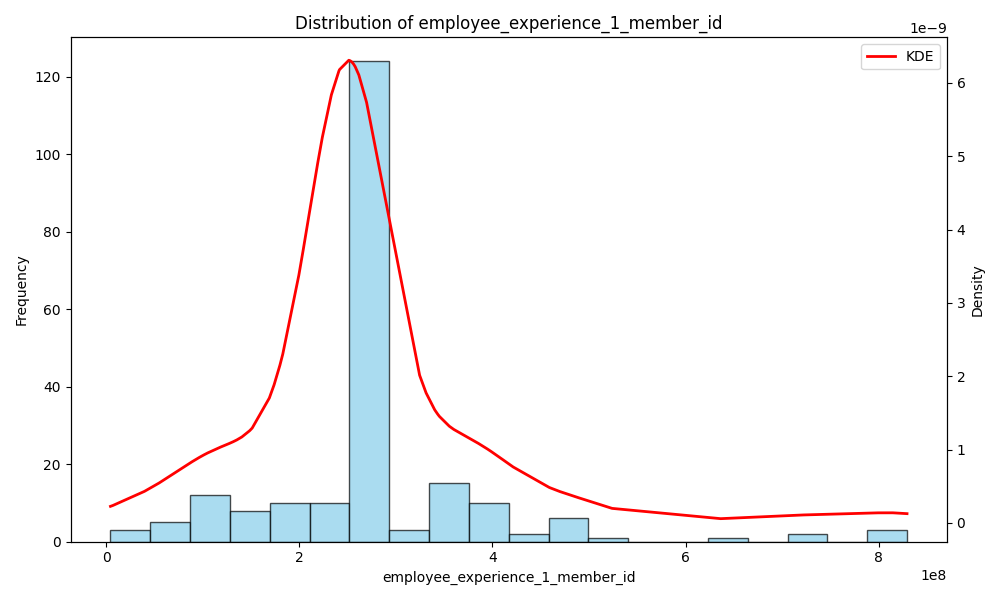 Distribution of employee_experience_1_member_id
1e−9
KDE
Frequency
120
100
80
60
40
20
0
6
5
4
3
2
1
0
Density
0 2 4 6 8
1e8
employee_experience_1_member_id